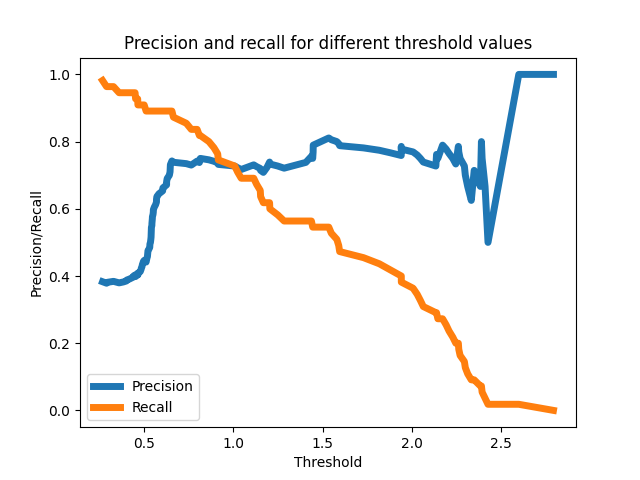 Precision and recall for different threshold values
Precision/Recall
1.0
0.8
0.6
0.4
0.2
0.0
Precision
Recall
0.5
1.0
1.5
2.0
2.5
Threshold